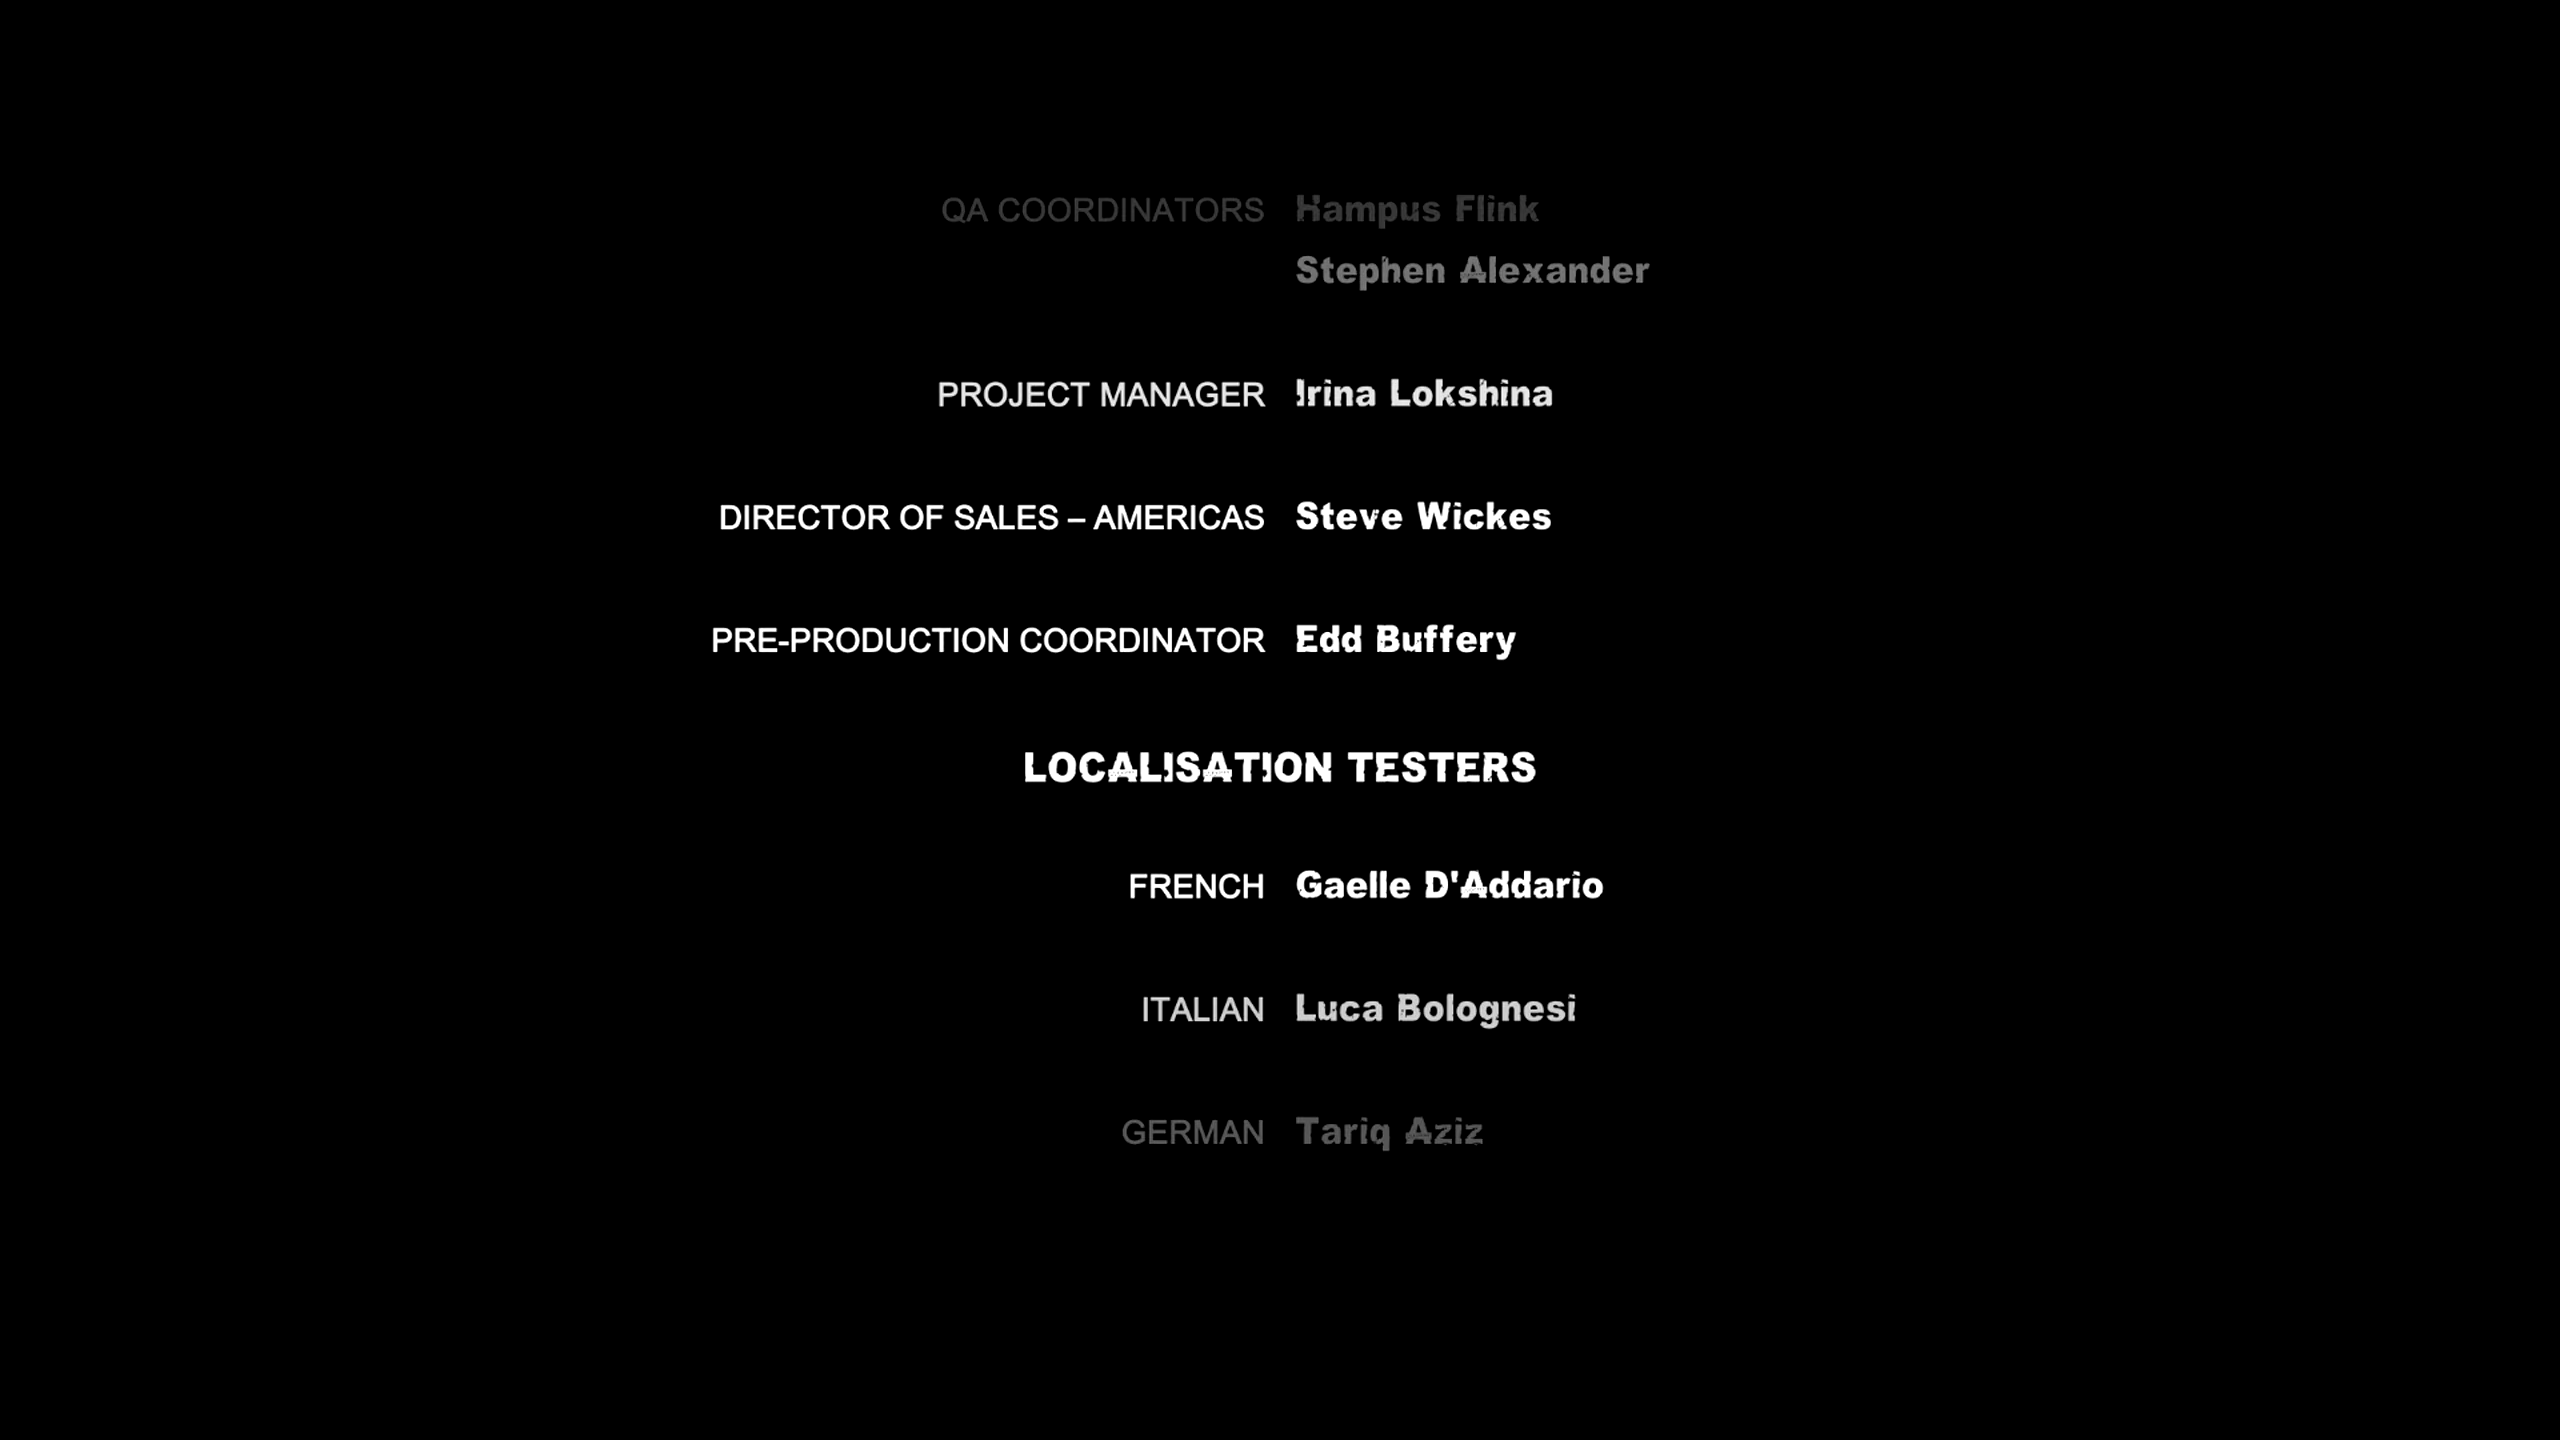 QA COORDINATORS Hampus Flink
Stephen Alexander
PROJECT MANAGER Irina Lokshina
DIRECTOR OF SALES – AMERICAS Steve Wickes
PRE-PRODUCTION COORDINATOR Edd Buffery
LOCALISATION TESTERS
FRENCH Gaelle D'Addario
ITALIAN Luca Bolognesi
GERMAN Tariq Aziz